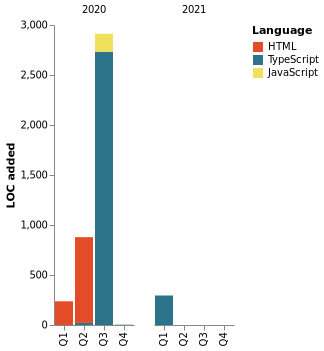 2020 2021
Language
HTML
TypeScript
JavaScript
3,000
2,500
2,000
1,500
1,000
500
0
LOC added
Q1 Q2 Q3 Q4 Q1 Q2 Q3 Q4